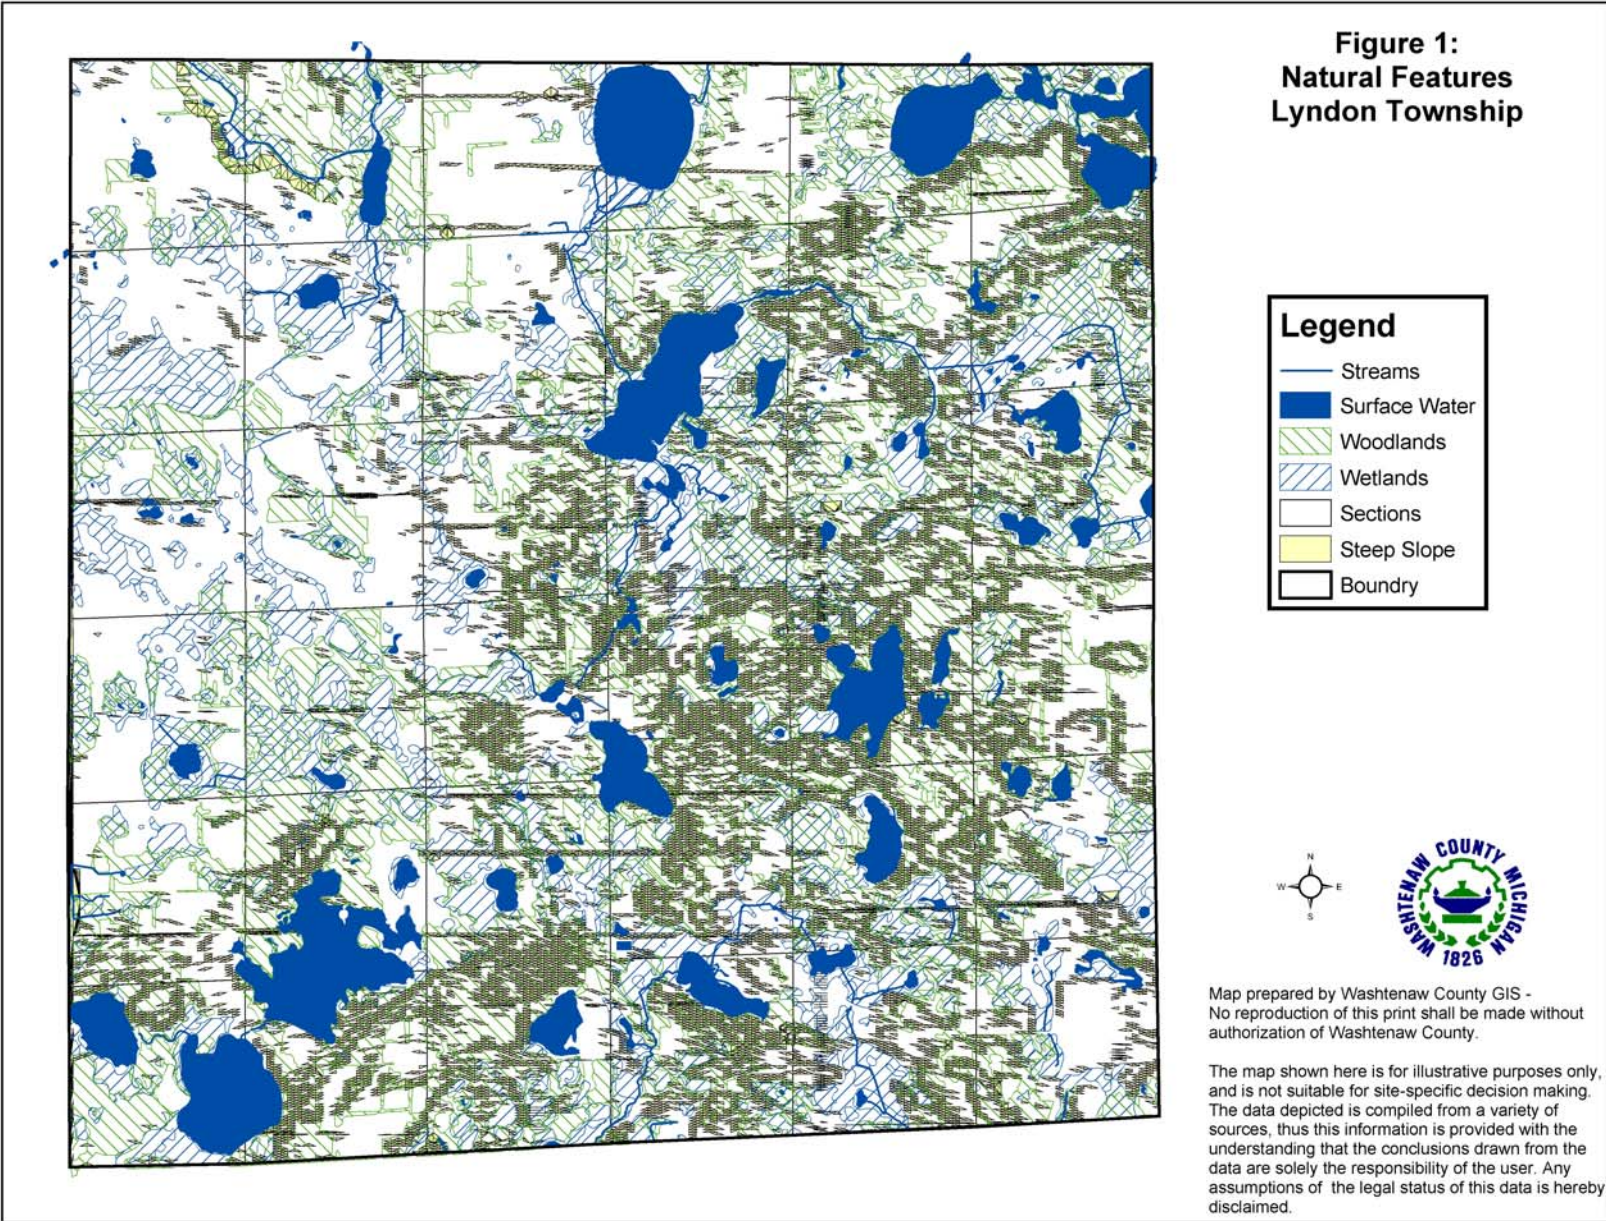 Figure 1:
Natural Features
Lyndon Township
Legend
Streams
Surface Water
Woodlands
Wetlands
Sections
Steep Slope
Boundry
N
W E
S
WASHTENAW COUNTY MICHIGAN
1826
Map prepared by Washtenaw County GIS -
No reproduction of this print shall be made without
authorization of Washtenaw County.
The map shown here is for illustrative purposes only,
and is not suitable for site-specific decision making.
The data depicted is compiled from a variety of
sources, thus this information is provided with the
understanding that the conclusions drawn from the
data are solely the responsibility of the user. Any
assumptions of the legal status of this data is hereby
disclaimed.